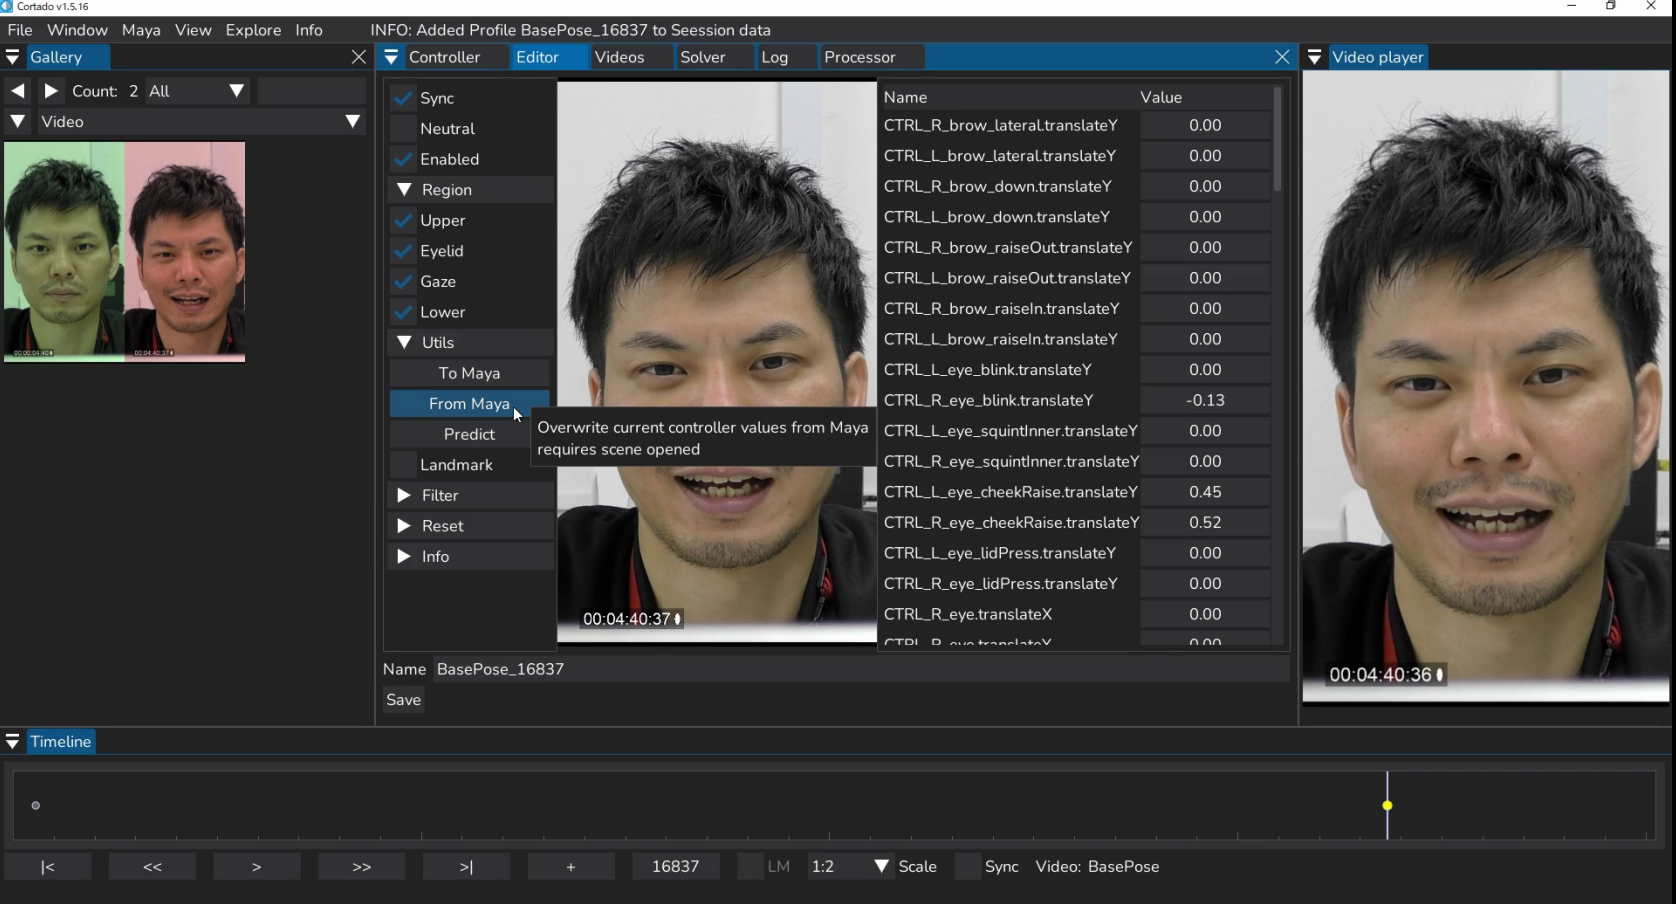 Cortado v1.5.16
File Window Maya View Explore Info INFO: Added Profile BasePose_16837 to Seession data
Gallery
Controller Editor Videos Solver Log Processor
Video player
Count: 2 All
Video
00:04:40:37
Sync
Neutral
Enabled
Region
Upper
Eyelid
Gaze
Lower
Utils
To Maya
From Maya
Predict
Landmark
Filter
Reset
Info
Overwrite current controller values from Maya
requires scene opened
00:04:40:37
Name Value
CTRL_R_brow_lateral.translateY 0.00
CTRL_L_brow_lateral.translateY 0.00
CTRL_R_brow_down.translateY 0.00
CTRL_L_brow_down.translateY 0.00
CTRL_R_brow_raiseOut.translateY 0.00
CTRL_L_brow_raiseOut.translateY 0.00
CTRL_R_brow_raiseIn.translateY 0.00
CTRL_L_brow_raiseIn.translateY 0.00
CTRL_L_eye_blink.translateY 0.00
CTRL_R_eye_blink.translateY -0.13
CTRL_L_eye_squintInner.translateY 0.00
CTRL_R_eye_squintInner.translateY 0.00
CTRL_L_eye_cheekRaise.translateY 0.45
CTRL_R_eye_cheekRaise.translateY 0.52
CTRL_L_eye_lidPress.translateY 0.00
CTRL_R_eye_lidPress.translateY 0.00
CTRL_R_eye.translateX 0.00
00:04:40:36
Name BasePose_16837
Save
Timeline
|< << > >> >| + 16837 LM 1:2 Scale Sync Video: BasePose